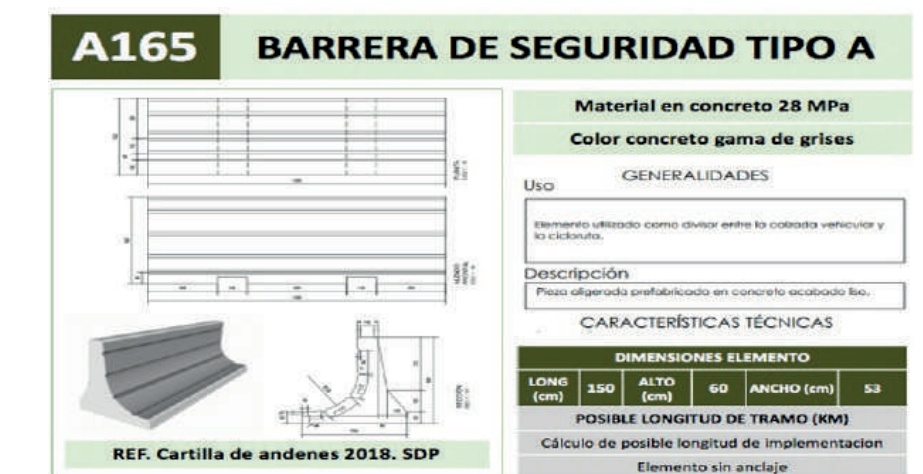 A165 BARRERA DE SEGURIDAD TIPO A
Material en concreto 28 MPa
Color concreto gama de grises
GENERALIDADES
Uso
Elemento utilizado como divisor entre la calzada vehicular y
la cicloruta.
Descripción
Pieza aligerada prefabricada en concreto acabado liso.
CARACTERÍSTICAS TÉCNICAS
DIMENSIONES ELEMENTO
LONG (cm) 150 ALTO (cm) 60 ANCHO (cm) 53
POSIBLE LONGITUD DE TRAMO (KM)
Cálculo de posible longitud de implementacion
Elemento sin anclaje
REF. Cartilla de andenes 2018. SDP